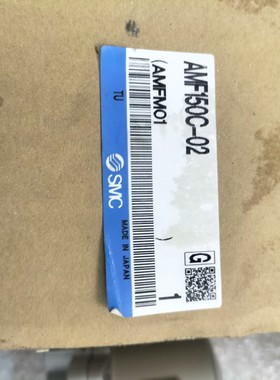 AMF150C-02
(AMFM01
)
TU
G
SMC
MADE IN JAPAN
1